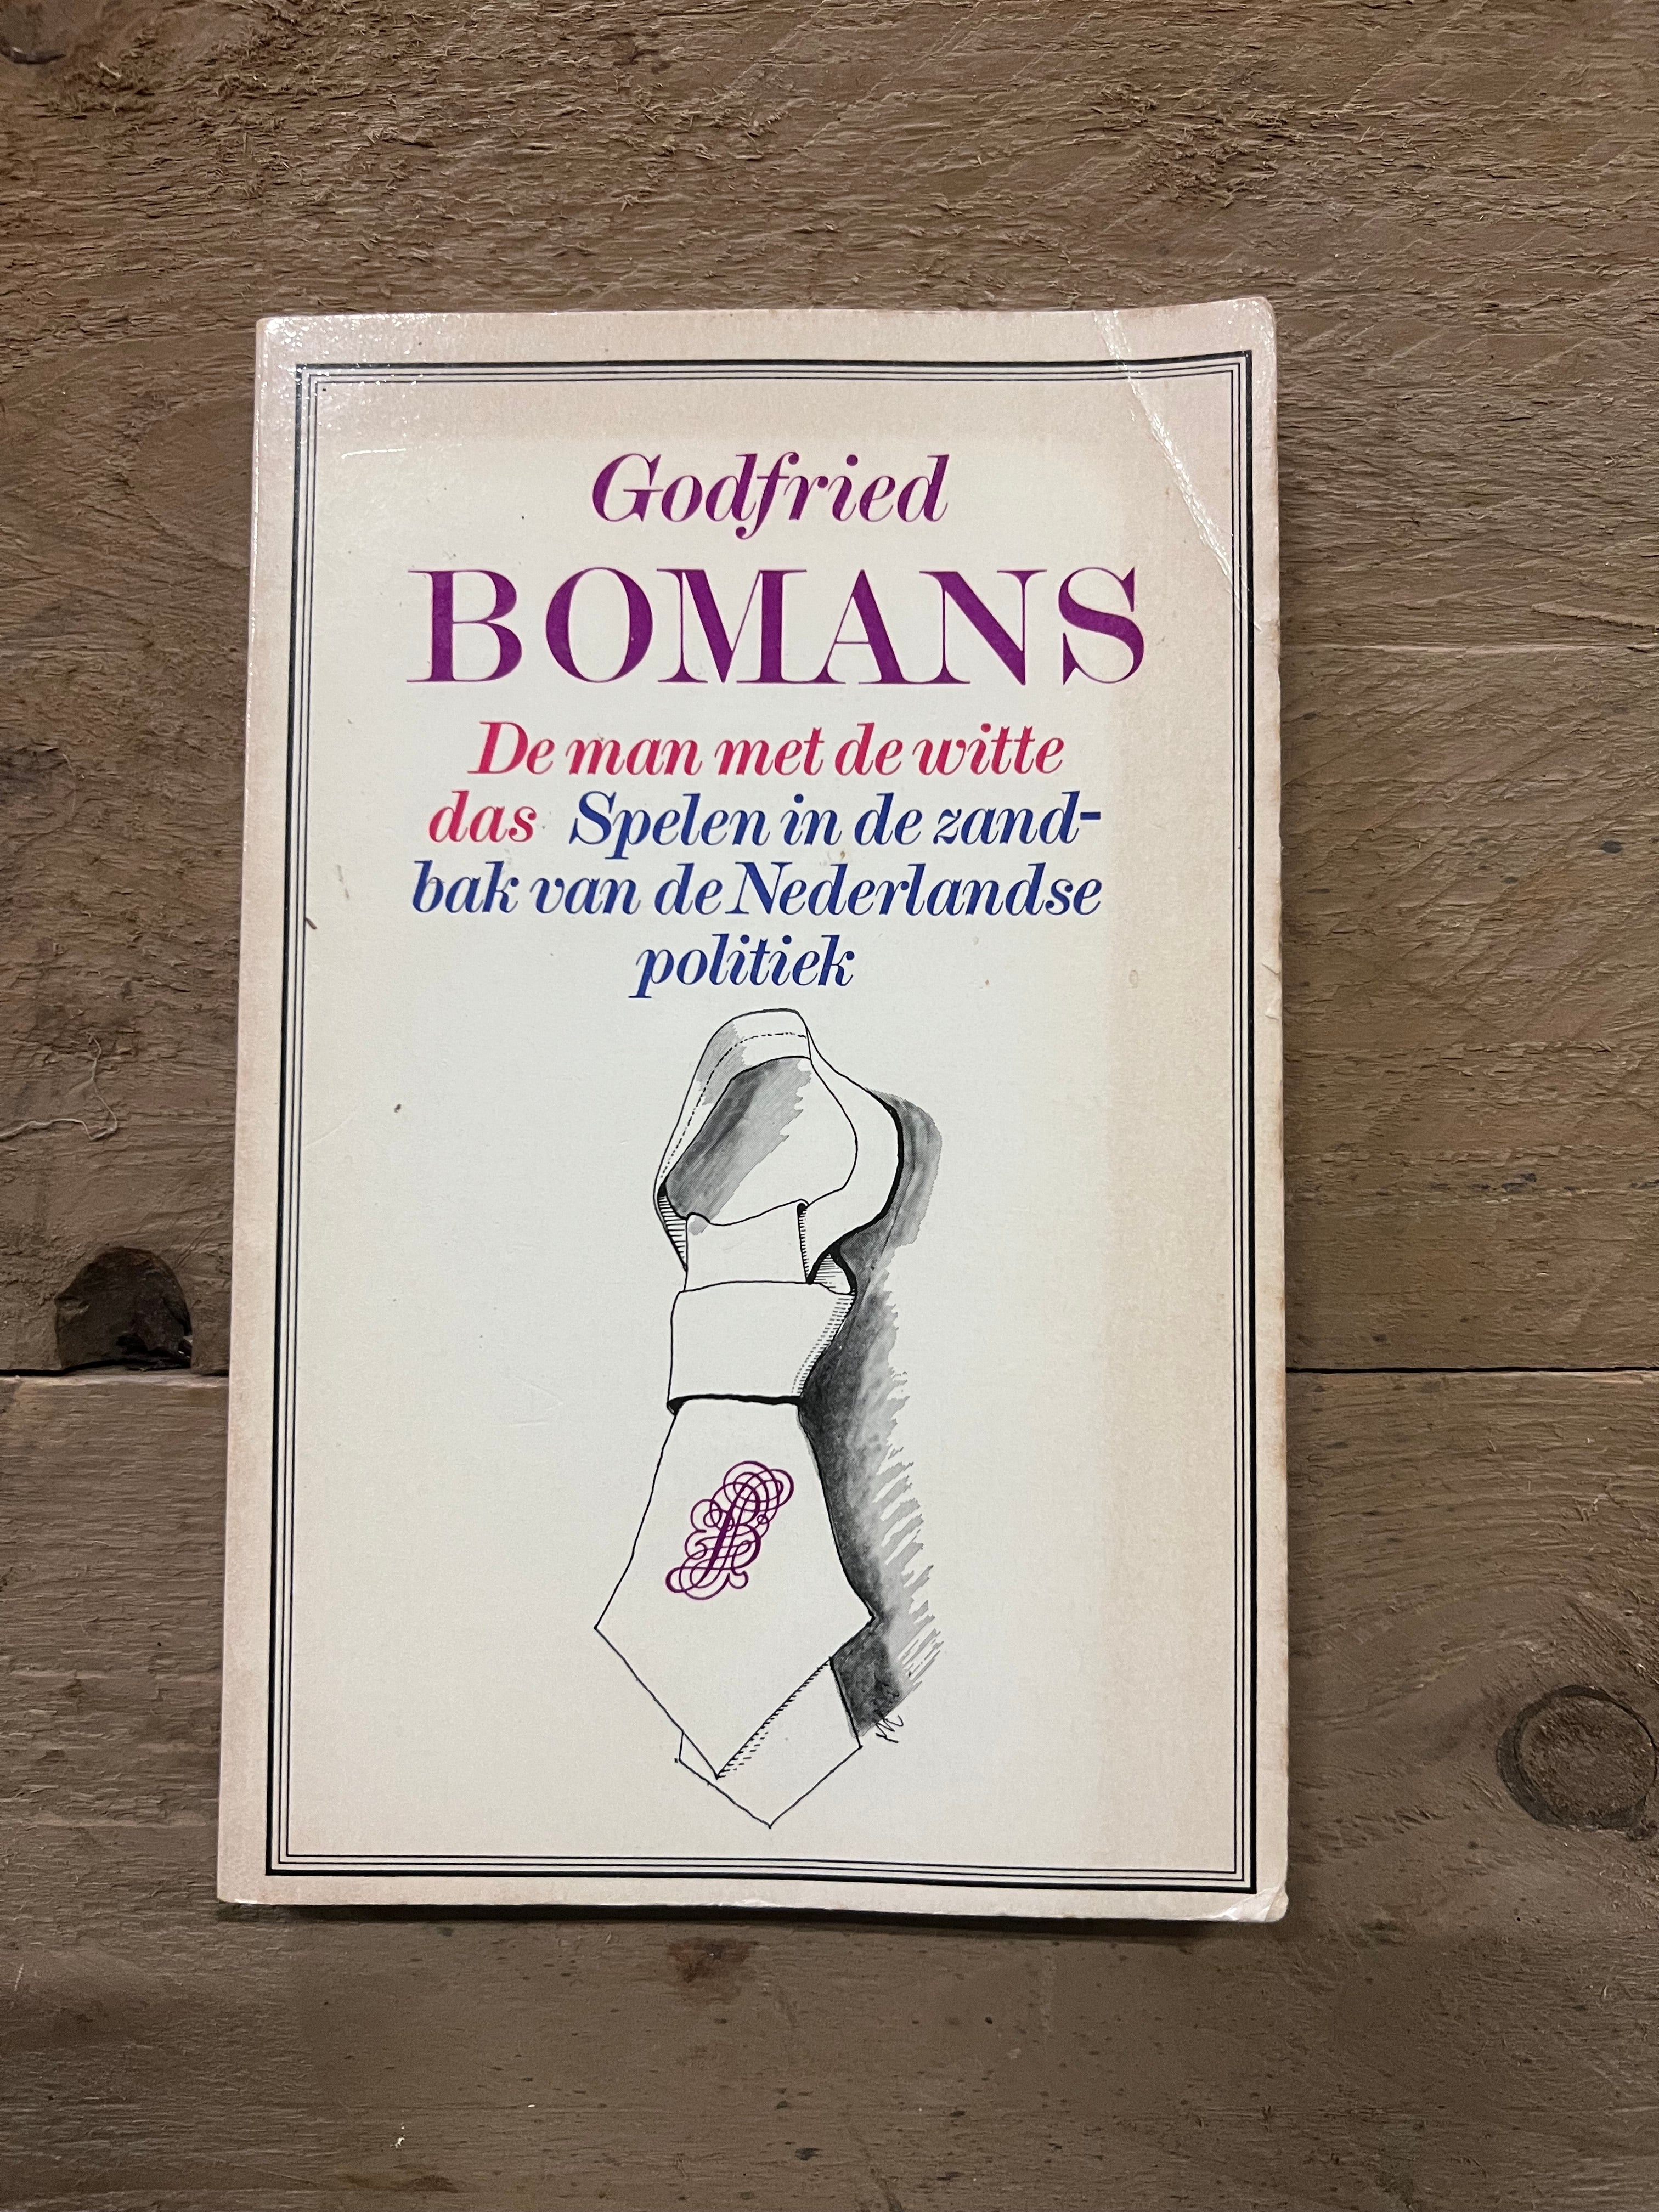 Godfried
BOMANS
De man met de witte
das Spelen in de zand-
bak van de Nederlandse
politiek
B